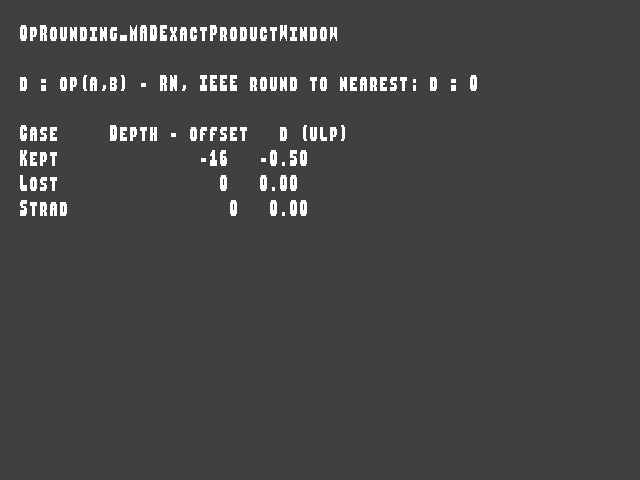 OpRounding_MADExactProductWindow
d = op(a,b) - RN, IEEE round to nearest: d = 0
Case Depth - offset d (ulp)
Kept -16 -0.50
Lost 0 0.00
Strad 0 0.00